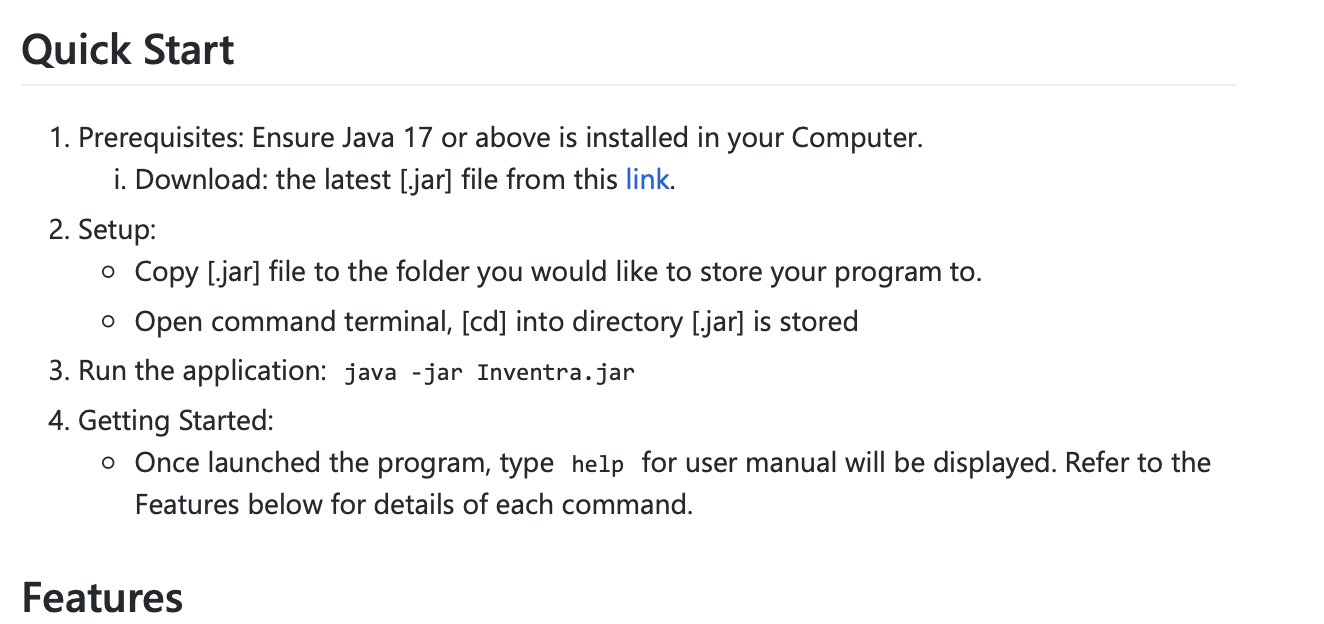 Quick Start
1. Prerequisites: Ensure Java 17 or above is installed in your Computer.
i. Download: the latest [.jar] file from this link.
2. Setup:
○ Copy [.jar] file to the folder you would like to store your program to.
○ Open command terminal, [cd] into directory [.jar] is stored
3. Run the application: java -jar Inventra.jar
4. Getting Started:
○ Once launched the program, type help for user manual will be displayed. Refer to the
Features below for details of each command.
Features